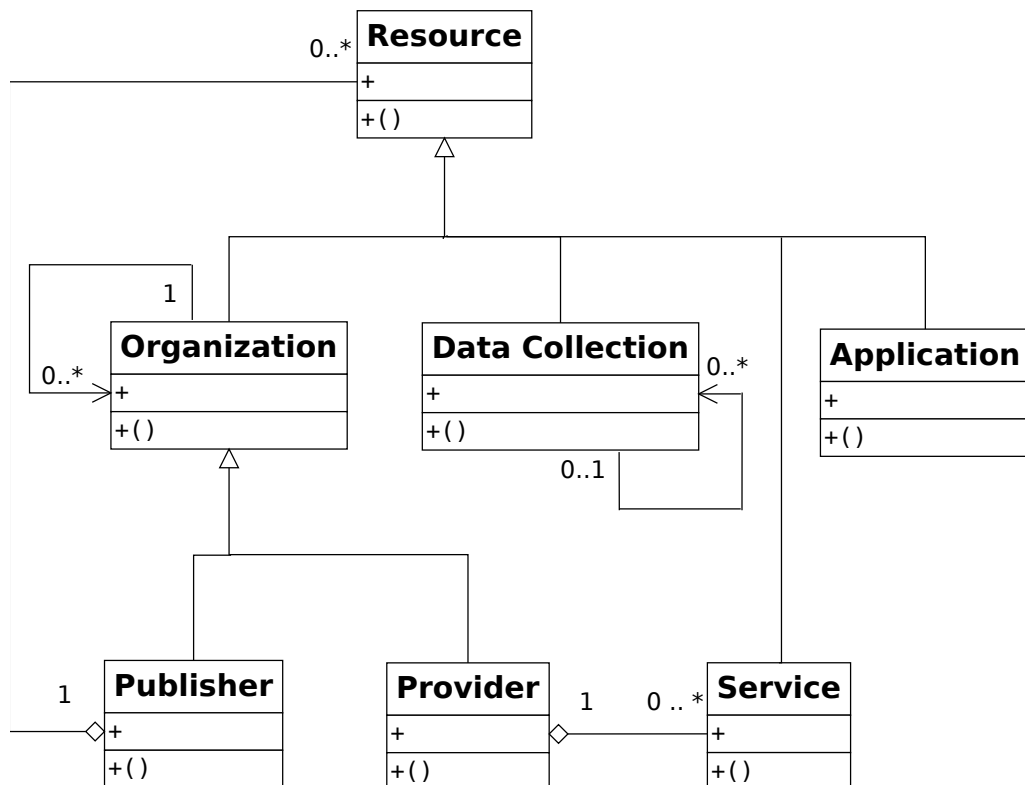 Resource
0..*
+
+()
1
Organization
0..*
+
+()
Data Collection
0..*
+
+()
0..1
Application
+
+()
Publisher
1
+
+()
Provider
1
+
+()
0 .. *
Service
+
+()